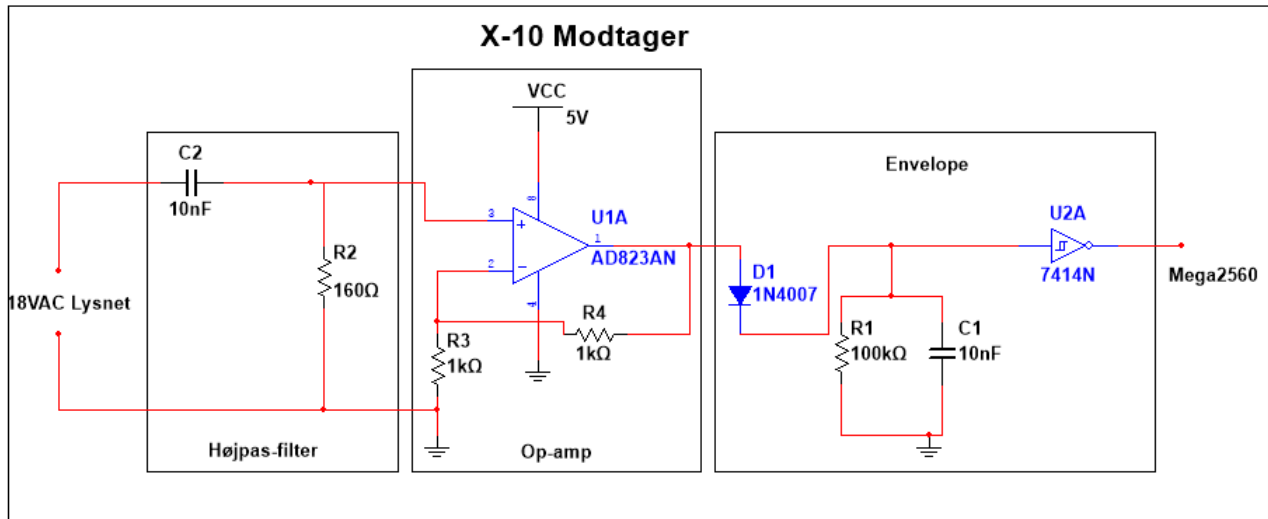 X-10 Modtager
VCC
5V
C2
10nF
R2
160Ω
18VAC Lysnet
Højpas-filter
8
3
2
1
4
U1A
AD823AN
R4
1kΩ
R3
1kΩ
Op-amp
Envelope
D1
1N4007
R1
100kΩ
C1
10nF
U2A
7414N
Mega2560